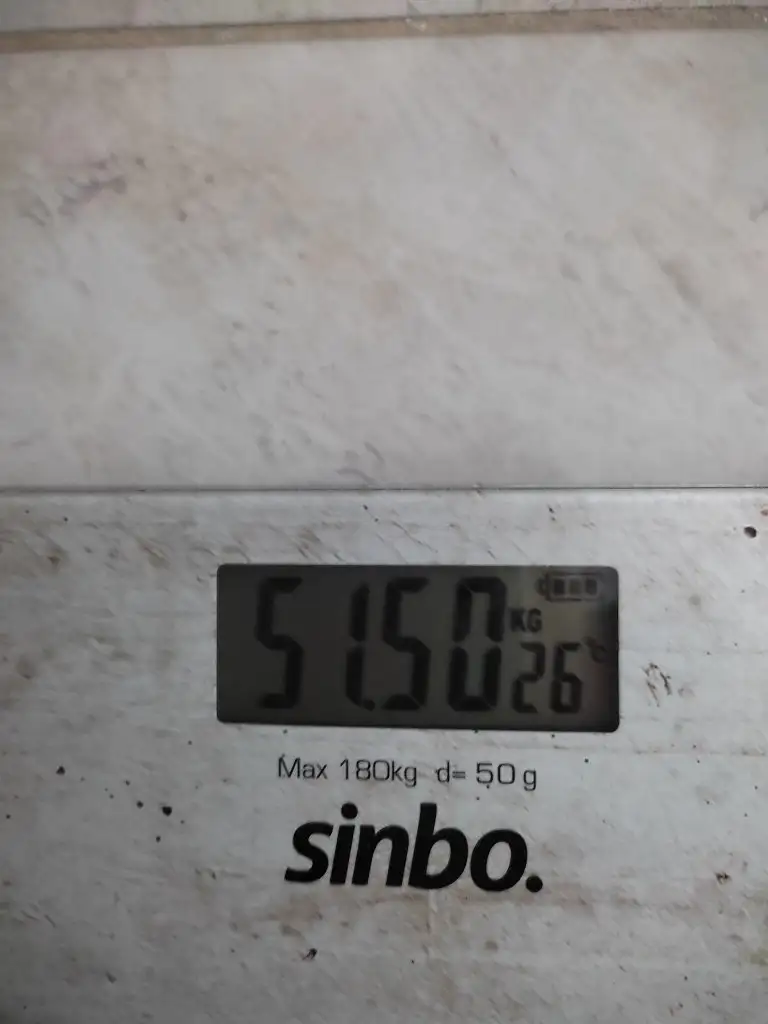 51.50 KG
26 °C
Max 180kg d= 50g
sinbo.